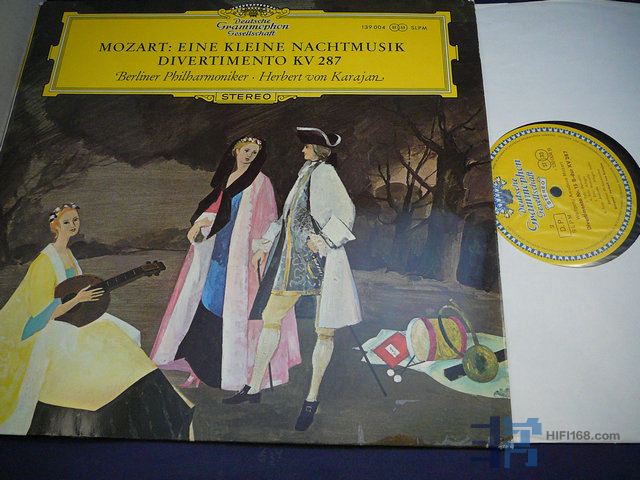 Deutsche
Grammophon
Gesellschaft
139 004 SLPM
MOZART: EINE KLEINE NACHTMUSIK
DIVERTIMENTO KV 287
Berliner Philharmoniker · Herbert von Karajan
STEREO
Deutsche
Grammophon
Gesellschaft
STEREO
HIFI168.com